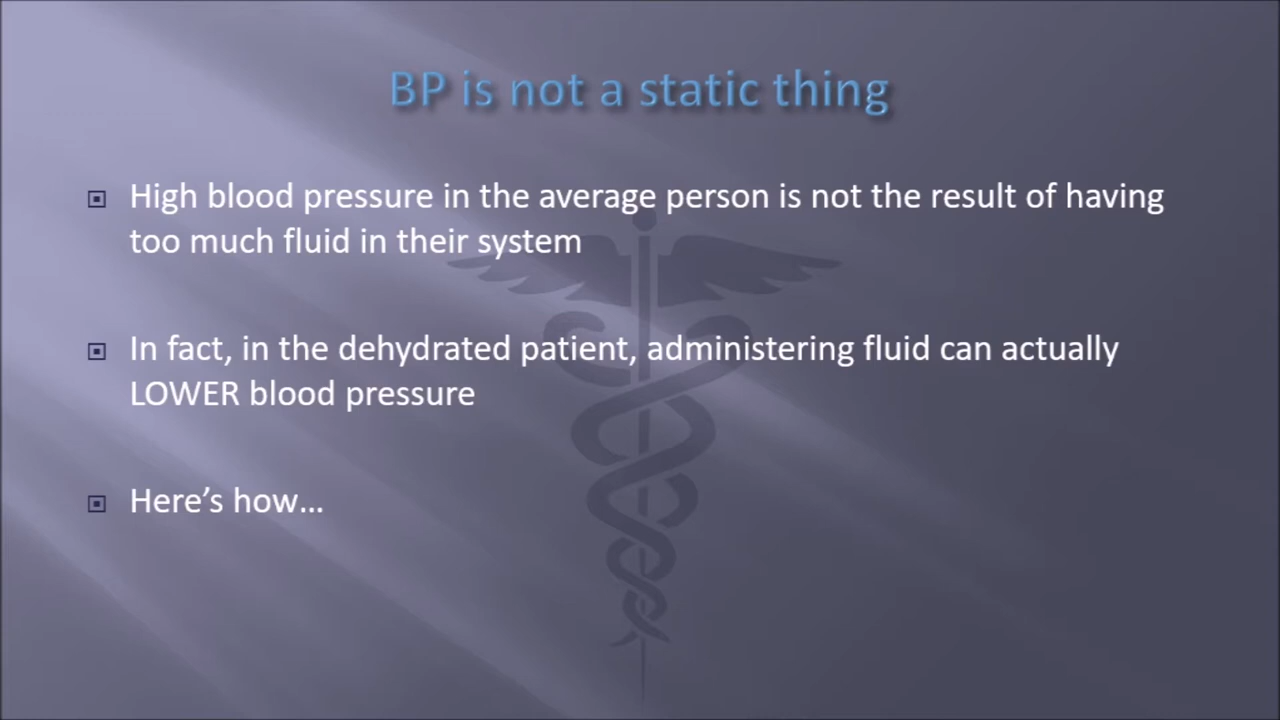 BP is not a static thing
High blood pressure in the average person is not the result of having
too much fluid in their system
In fact, in the dehydrated patient, administering fluid can actually
LOWER blood pressure
Here’s how…